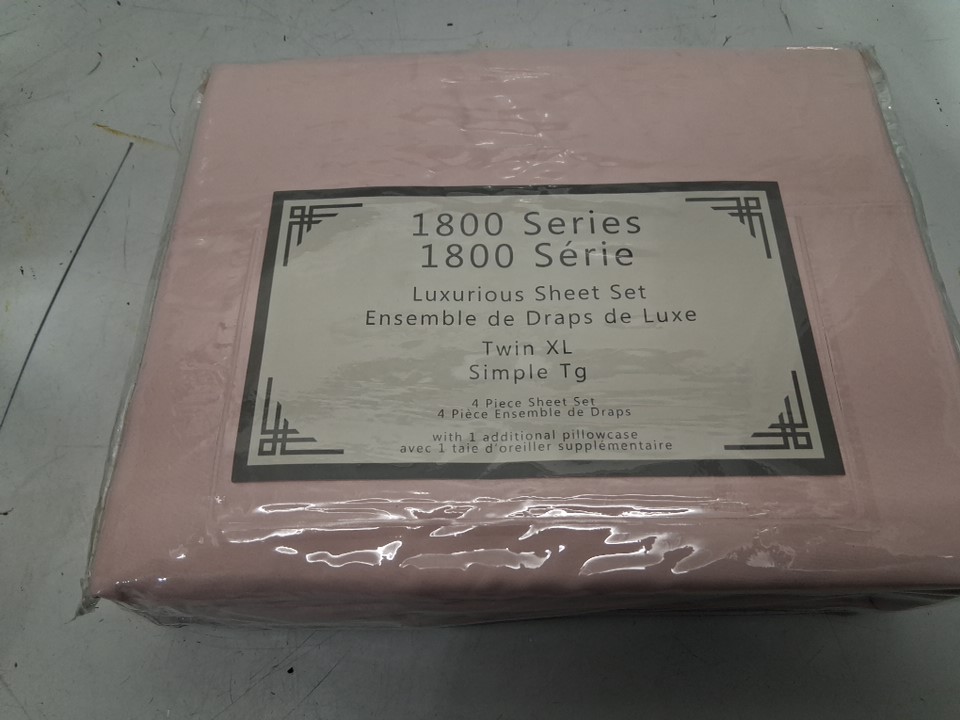 1800 Series
1800 Série
Luxurious Sheet Set
Ensemble de Draps de Luxe
Twin XL
Simple Tg
4 Piece Sheet Set
4 Pièce Ensemble de Draps
with 1 additional pillowcase
avec 1 taie d'oreiller supplémentaire